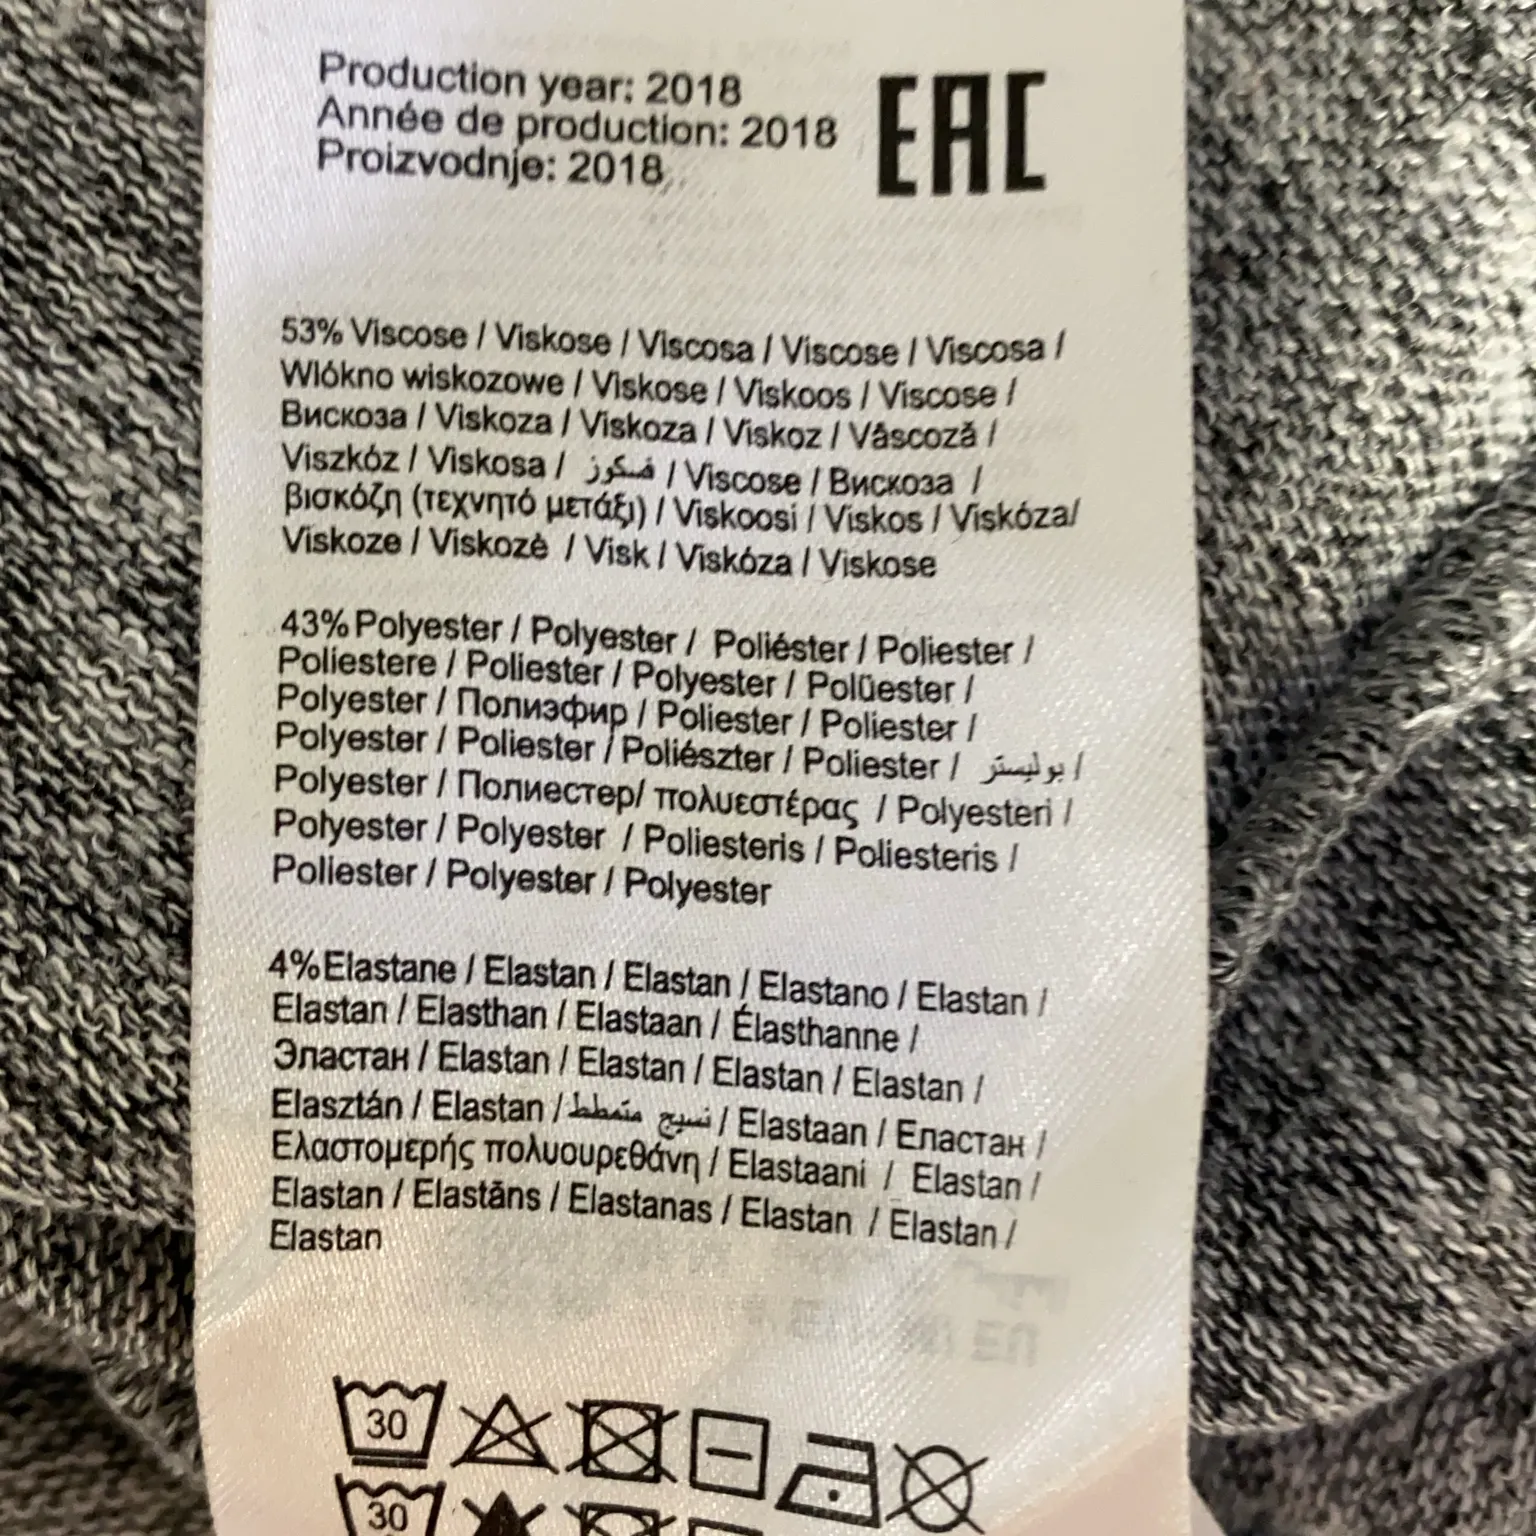 Production year: 2018
Année de production: 2018
Proizvodnje: 2018
EAC
53% Viscose / Viskose / Viscosa / Viscose / Viscosa /
Wlókno wiskozowe / Viskose / Viskoos / Viscose /
Вискоза / Viskoza / Viskoza / Viskoz / Vâscoză /
Viszkóz / Viskosa / فسكوز / Viscose / Вискоза /
βισκόζη (τεχνητό μετάξι) / Viskoosi / Viskos / Viskóza/
Viskoze / Viskozė / Visk / Viskóza / Viskose
43% Polyester / Polyester / Poliéster / Poliester /
Poliestere / Poliester / Polyester / Polüester /
Polyester / Полиэфир / Poliester / Poliester /
Polyester / Poliester / Poliészter / Poliester / بوليستر /
Polyester / Полиестер/ πολυεστέρας / Polyesteri /
Polyester / Polyester / Poliesteris / Poliesteris /
Poliester / Polyester / Polyester
4% Elastane / Elastan / Elastan / Elastano / Elastan /
Elastan / Elasthan / Elastaan / Élasthanne /
Эластан / Elastan / Elastan / Elastan / Elastan /
Elasztán / Elastan / نسيج متمطط / Elastaan / Еластан /
Ελαστομερής πολυουρεθάνη / Elastaani / Elastan /
Elastan / Elastāns / Elastanas / Elastan / Elastan /
Elastan
30
30